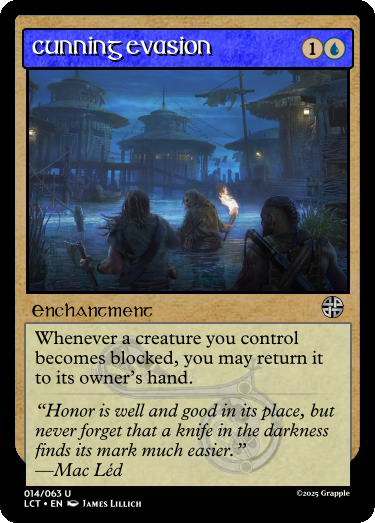 cunning evasion
1
Enchantment
Whenever a creature you control
becomes blocked, you may return it
to its owner's hand.
"Honor is well and good in its place, but
never forget that a knife in the darkness
finds its mark much easier."
—Mac Léd
014/063 U
LCT • EN James Lillich
©2025 Grapple